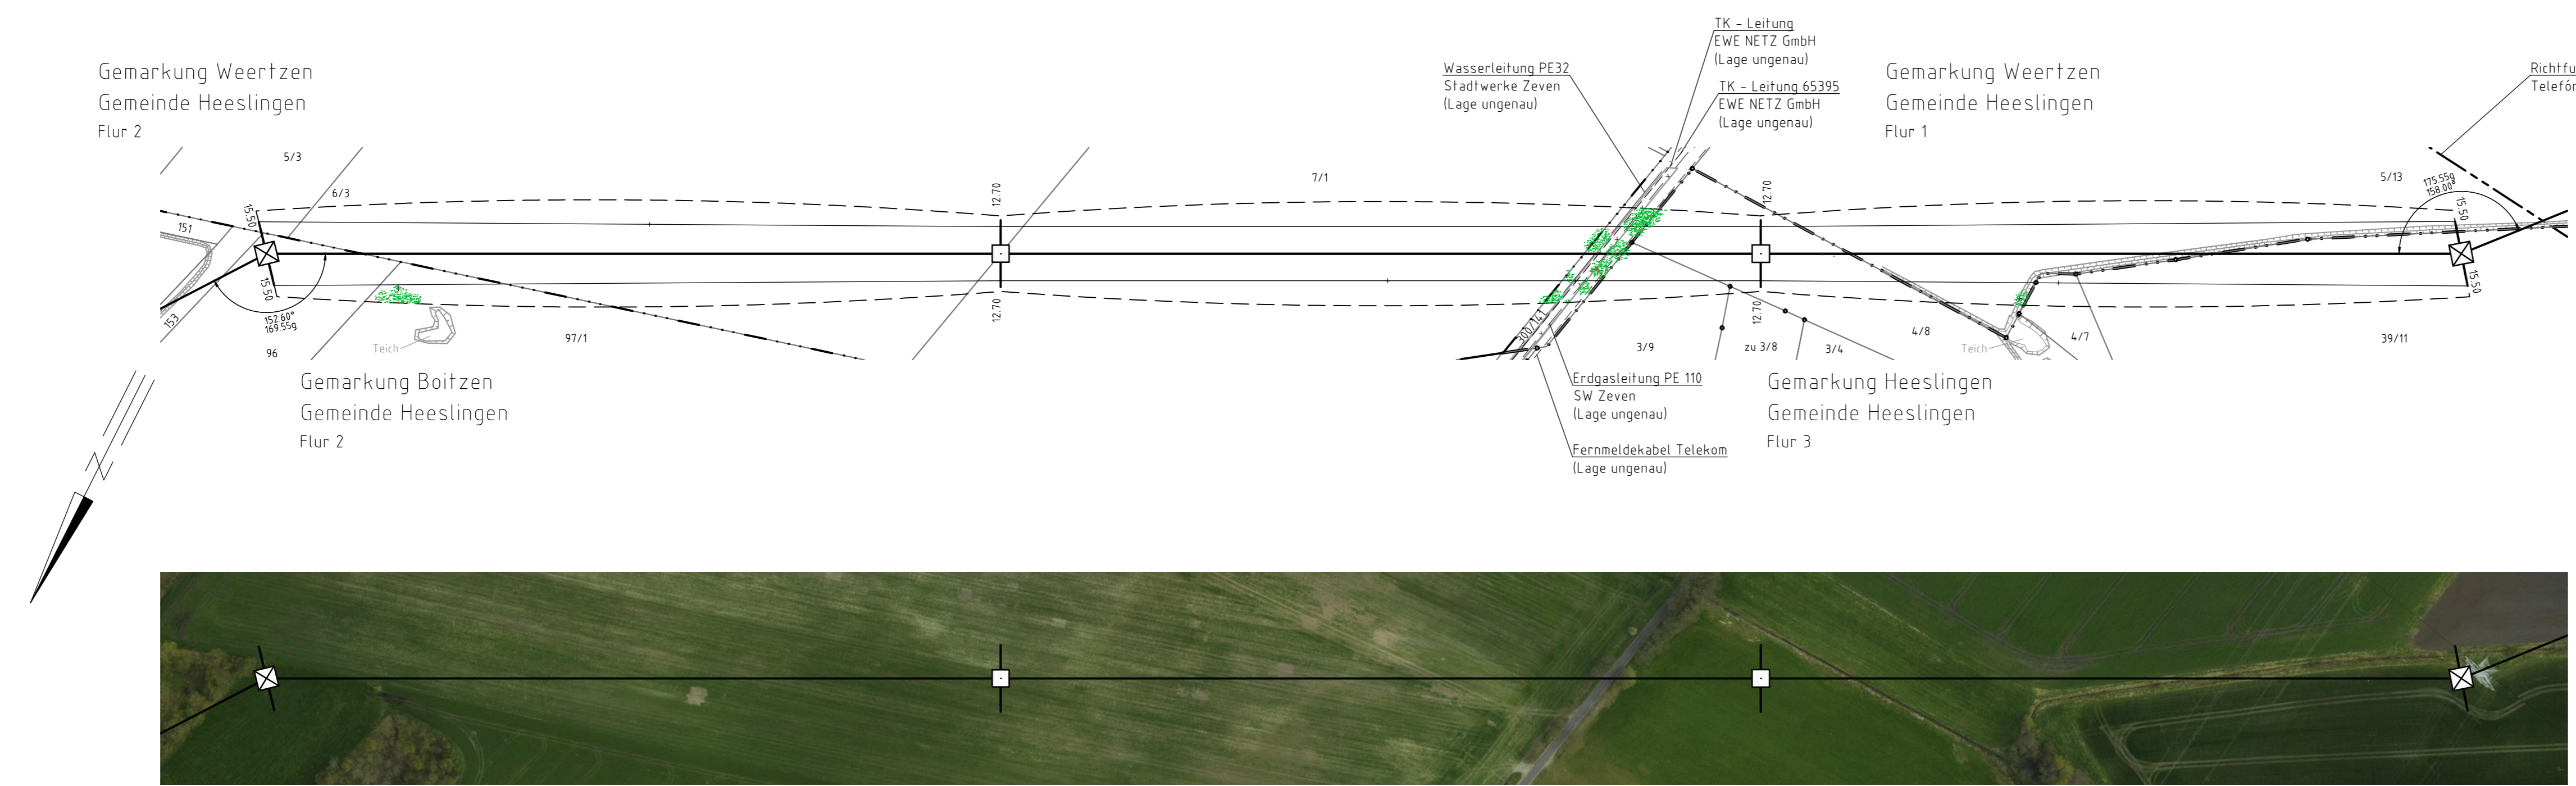 TK - Leitung
EWE NETZ GmbH
(Lage ungenau)
Gemarkung Weertzen
Gemeinde Heeslingen
Flur 2
Wasserleitung PE32
Stadtwerke Zeven
(Lage ungenau)
TK - Leitung 65395
EWE NETZ GmbH
(Lage ungenau)
Gemarkung Weertzen
Gemeinde Heeslingen
Flur 1
Richtfu
Telefó
5/3
6/3
7/1
5/13
175.55g
158.00°
15.50
12.70
12.70
15.50
151
15.50
12.70
12.70
15.50
153
152.60°
169.55g
96
Teich
97/1
300/141
3/9
zu 3/8
3/4
4/8
Teich
4/7
39/11
Gemarkung Boitzen
Gemeinde Heeslingen
Flur 2
Erdgasleitung PE 110
SW Zeven
(Lage ungenau)
Gemarkung Heeslingen
Gemeinde Heeslingen
Flur 3
Fernmeldekabel Telekom
(Lage ungenau)
N